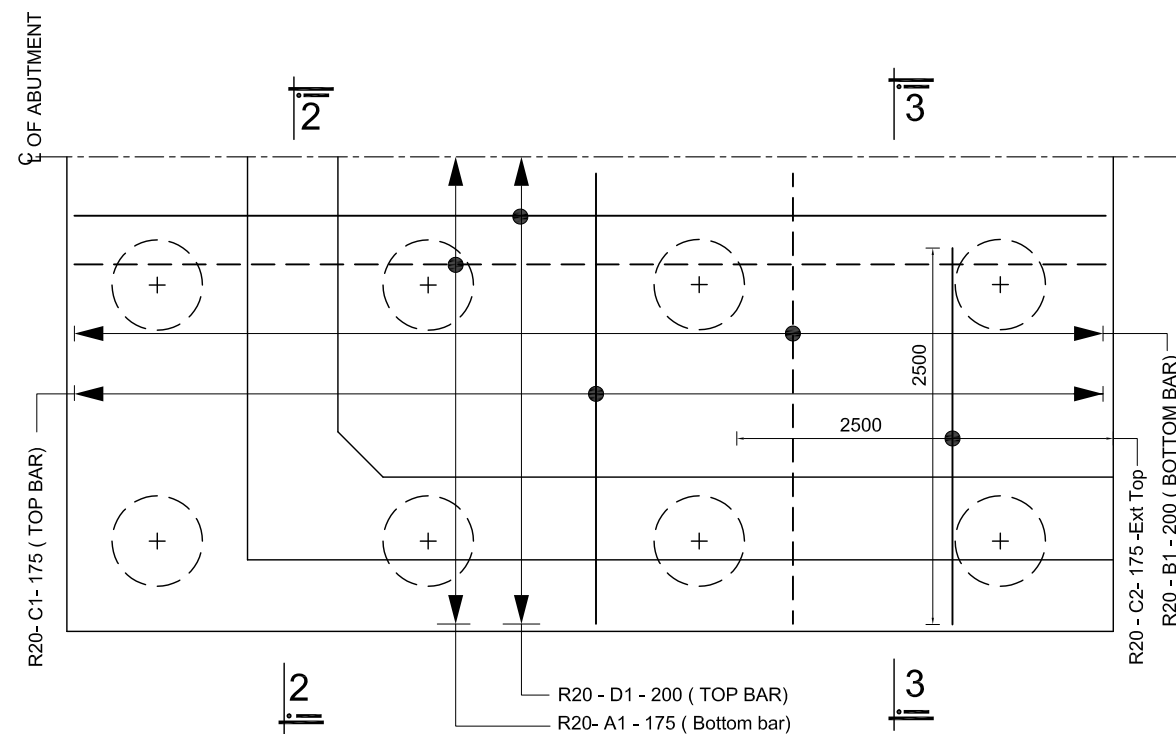 ℄ OF ABUTMENT
2
3
2500
2500
R20- C1- 175 ( TOP BAR)
R20 - C2- 175 -Ext Top
R20 - B1 - 200 ( BOTTOM BAR)
2
3
R20 - D1 - 200 ( TOP BAR)
R20- A1 - 175 ( Bottom bar)